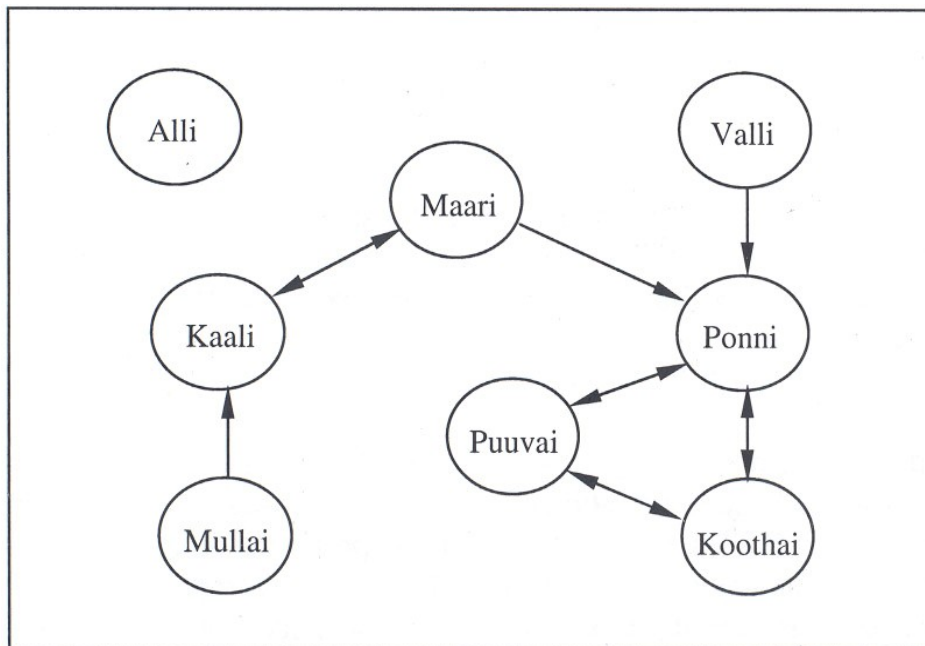 Alli
Valli
Maari
Kaali
Ponni
Puuvai
Mullai
Koothai